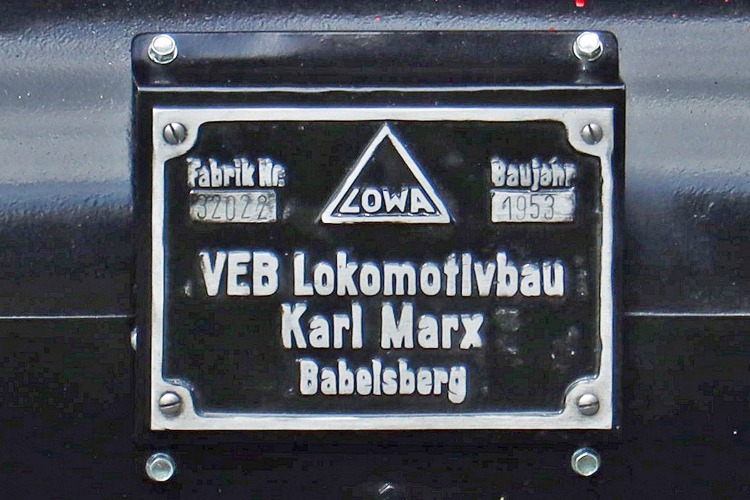 LOWA
Fabrik Nr. Baujahr
32022 1953
VEB Lokomotivbau
Karl Marx
Babelsberg